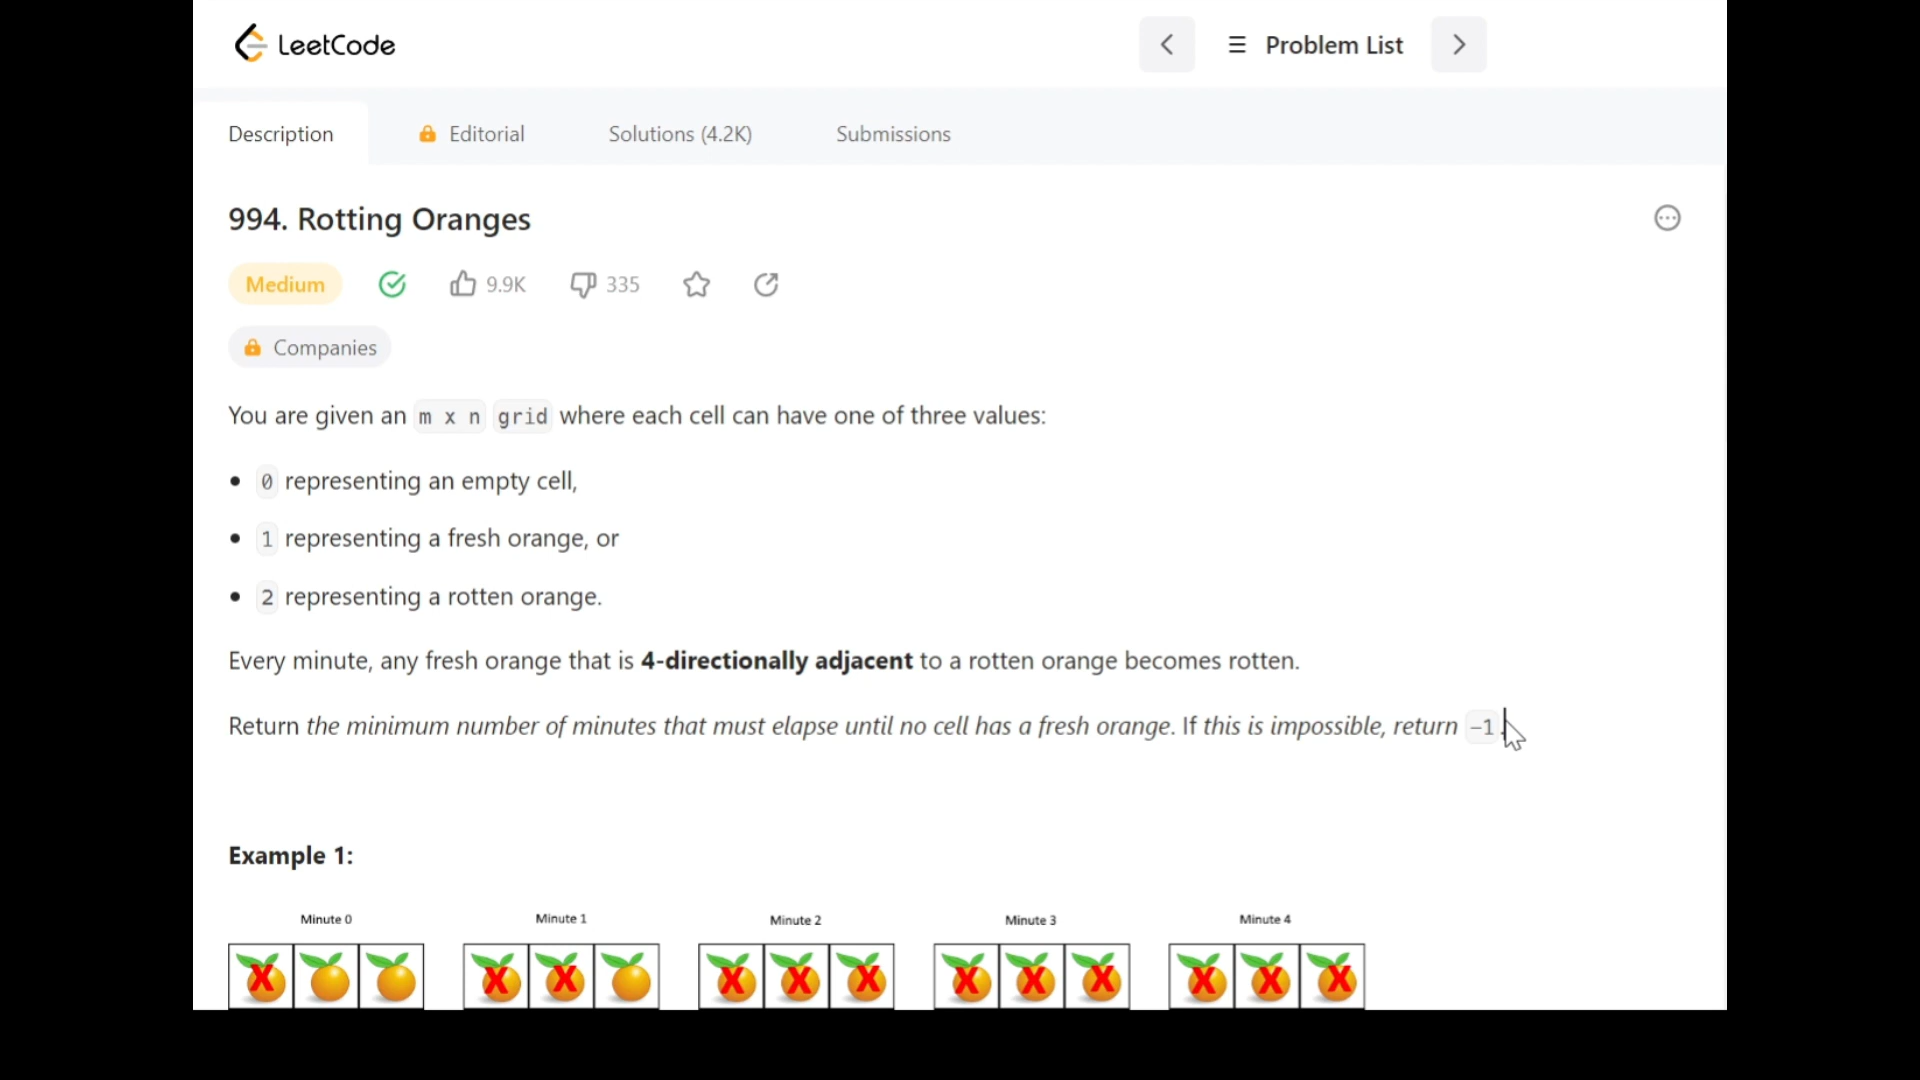 LeetCode
Problem List
Description
Editorial
Solutions (4.2K)
Submissions
994. Rotting Oranges
Medium
9.9K
335
Companies
You are given an m x n grid where each cell can have one of three values:
• 0 representing an empty cell,
• 1 representing a fresh orange, or
• 2 representing a rotten orange.
Every minute, any fresh orange that is 4-directionally adjacent to a rotten orange becomes rotten.
Return the minimum number of minutes that must elapse until no cell has a fresh orange. If this is impossible, return -1.
Example 1:
Minute 0
Minute 1
Minute 2
Minute 3
Minute 4
X
X X
X X X
X X X
X X X